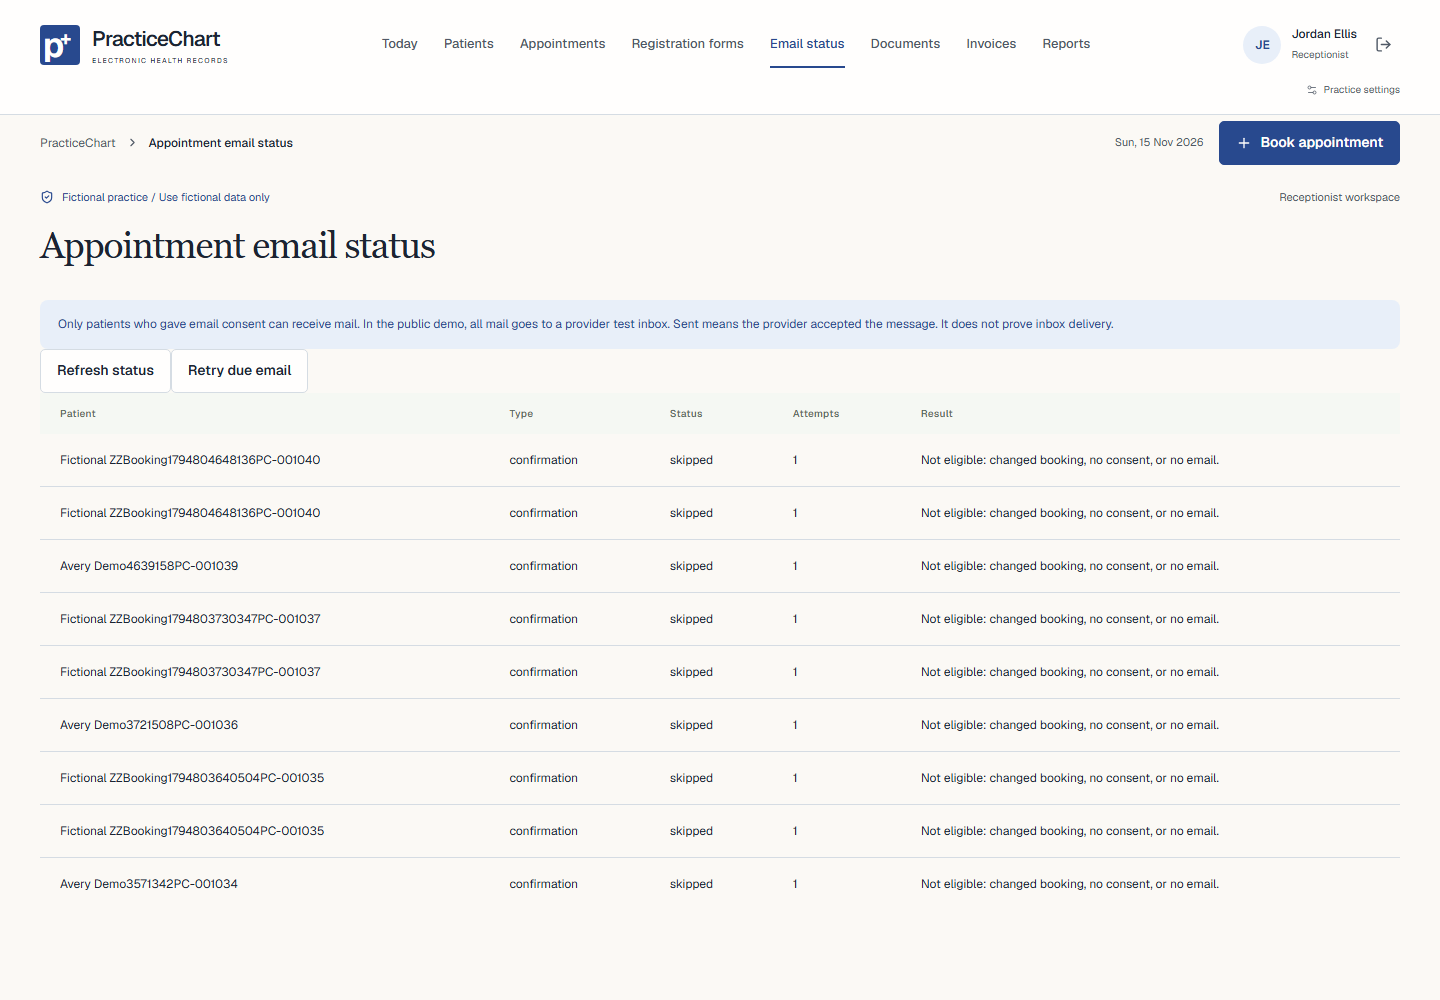 p+ PracticeChart
ELECTRONIC HEALTH RECORDS
Today Patients Appointments Registration forms Email status Documents Invoices Reports
JE Jordan Ellis
Receptionist
Practice settings
PracticeChart > Appointment email status
Sun, 15 Nov 2026
+ Book appointment
Fictional practice / Use fictional data only
Receptionist workspace
Appointment email status
Only patients who gave email consent can receive mail. In the public demo, all mail goes to a provider test inbox. Sent means the provider accepted the message. It does not prove inbox delivery.
Refresh status Retry due email
Patient Type Status Attempts Result
Fictional ZZBooking1794804648136PC-001040 confirmation skipped 1 Not eligible: changed booking, no consent, or no email.
Fictional ZZBooking1794804648136PC-001040 confirmation skipped 1 Not eligible: changed booking, no consent, or no email.
Avery Demo4639158PC-001039 confirmation skipped 1 Not eligible: changed booking, no consent, or no email.
Fictional ZZBooking1794803730347PC-001037 confirmation skipped 1 Not eligible: changed booking, no consent, or no email.
Fictional ZZBooking1794803730347PC-001037 confirmation skipped 1 Not eligible: changed booking, no consent, or no email.
Avery Demo3721508PC-001036 confirmation skipped 1 Not eligible: changed booking, no consent, or no email.
Fictional ZZBooking1794803640504PC-001035 confirmation skipped 1 Not eligible: changed booking, no consent, or no email.
Fictional ZZBooking1794803640504PC-001035 confirmation skipped 1 Not eligible: changed booking, no consent, or no email.
Avery Demo3571342PC-001034 confirmation skipped 1 Not eligible: changed booking, no consent, or no email.